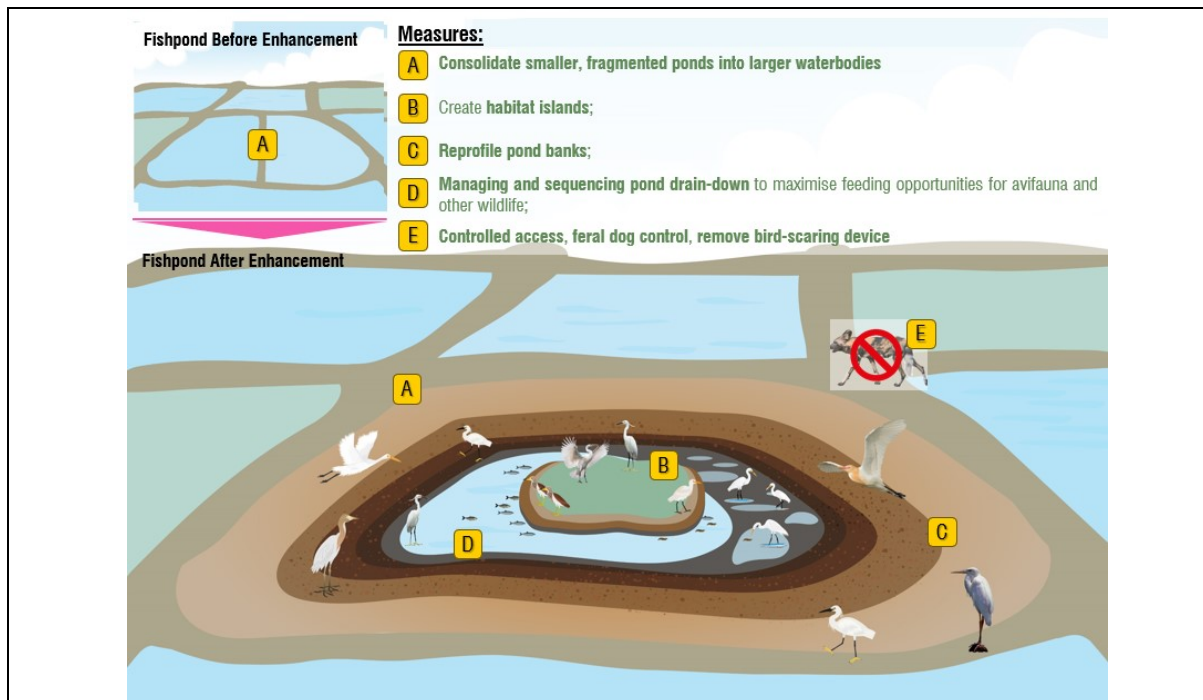 Fishpond Before Enhancement
A
Measures:
A Consolidate smaller, fragmented ponds into larger waterbodies
B Create habitat islands;
C Reprofile pond banks;
D Managing and sequencing pond drain-down to maximise feeding opportunities for avifauna and
other wildlife;
E Controlled access, feral dog control, remove bird-scaring device
Fishpond After Enhancement
E
A
B
C
D